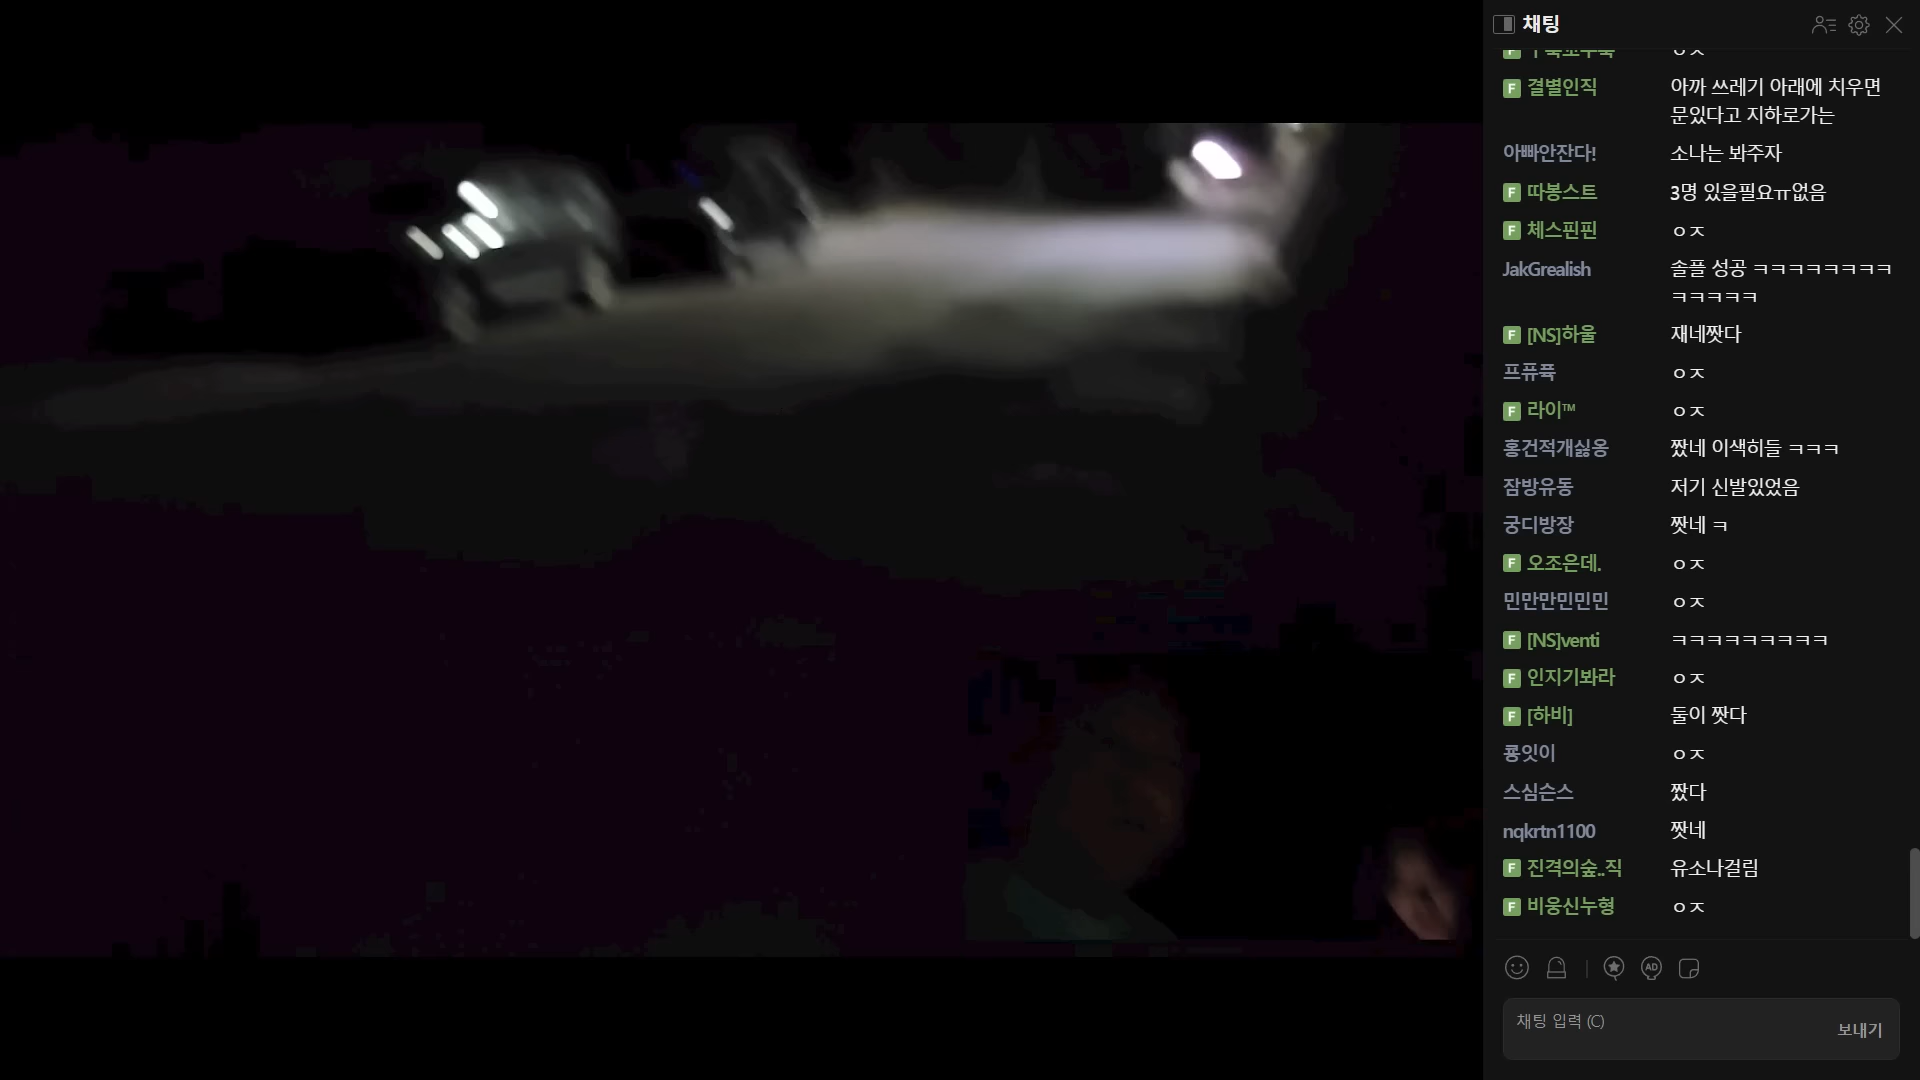 채팅
F 결별인직 아까 쓰레기 아래에 치우면
문있다고 지하로가는
아빠안잔다! 소나는 봐주자
F 따봉스트 3명 있을필요ㅠ없음
F 체스핀핀 ㅇㅈ
JakGrealish 솔플 성공 ㅋㅋㅋㅋㅋㅋㅋㅋ
ㅋㅋㅋㅋㅋ
F [NS]하울 재네짯다
프퓨퓩 ㅇㅈ
F 라이™ ㅇㅈ
홍건적개싫옹 짰네 이색히들 ㅋㅋㅋ
잠방유동 저기 신발있었음
궁디방장 짯네 ㅋ
F 오조은데. ㅇㅈ
민만만민민민 ㅇㅈ
F [NS]venti ㅋㅋㅋㅋㅋㅋㅋㅋㅋ
F 인지기봐라 ㅇㅈ
F [하비] 둘이 짯다
ㅇㅈ
스심슨스 짰다
nqkrtn1100 짯네
F 진격의숲..직 유소나걸림
F 비웅신누형 ㅇㅈ
AD
채팅 입력 (C)
보내기